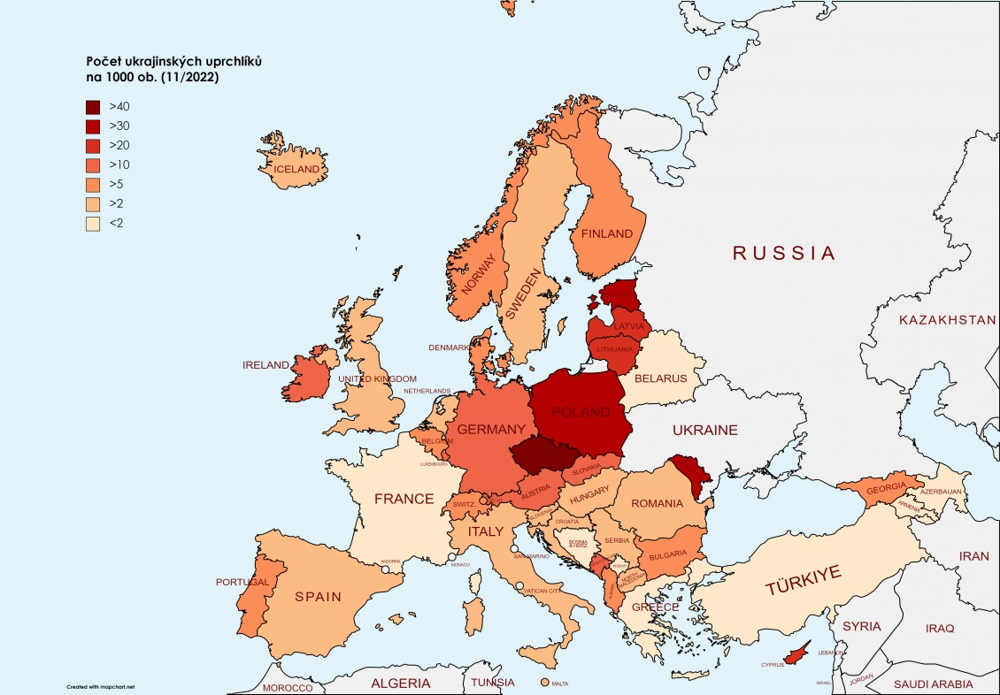 Počet ukrajinských uprchlíků
na 1000 ob. (11/2022)
>40
>30
>20
>10
>5
>2
<2
ICELAND
FINLAND
RUSSIA
NORWAY
SWEDEN
KAZAKHSTAN
LATVIA
DENMARK
LITHUANIA
IRELAND
UNITED KINGDOM
BELARUS
NETHERLANDS
POLAND
GERMANY
UKRAINE
BELGIUM
LUXEMBOURG
SLOVAKIA
FRANCE
AUSTRIA
SWITZ.
HUNGARY
ROMANIA
GEORGIA
AZERBAIJAN
ARMENIA
SLOVENIA
CROATIA
ITALY
BOSNIA
& HERZ.
SERBIA
SAN MARINO
BULGARIA
IRAN
ANDORRA
MONACO
KOSOVO
NORTH
MACEDONIA
ALBANIA
PORTUGAL
SPAIN
VATICAN CITY
TÜRKIYE
GREECE
SYRIA
IRAQ
CYPRUS
LEBANON
ISRAEL
JORDAN
SAUDI ARABIA
MALTA
MOROCCO
ALGERIA
TUNISIA
Created with mapchart.net